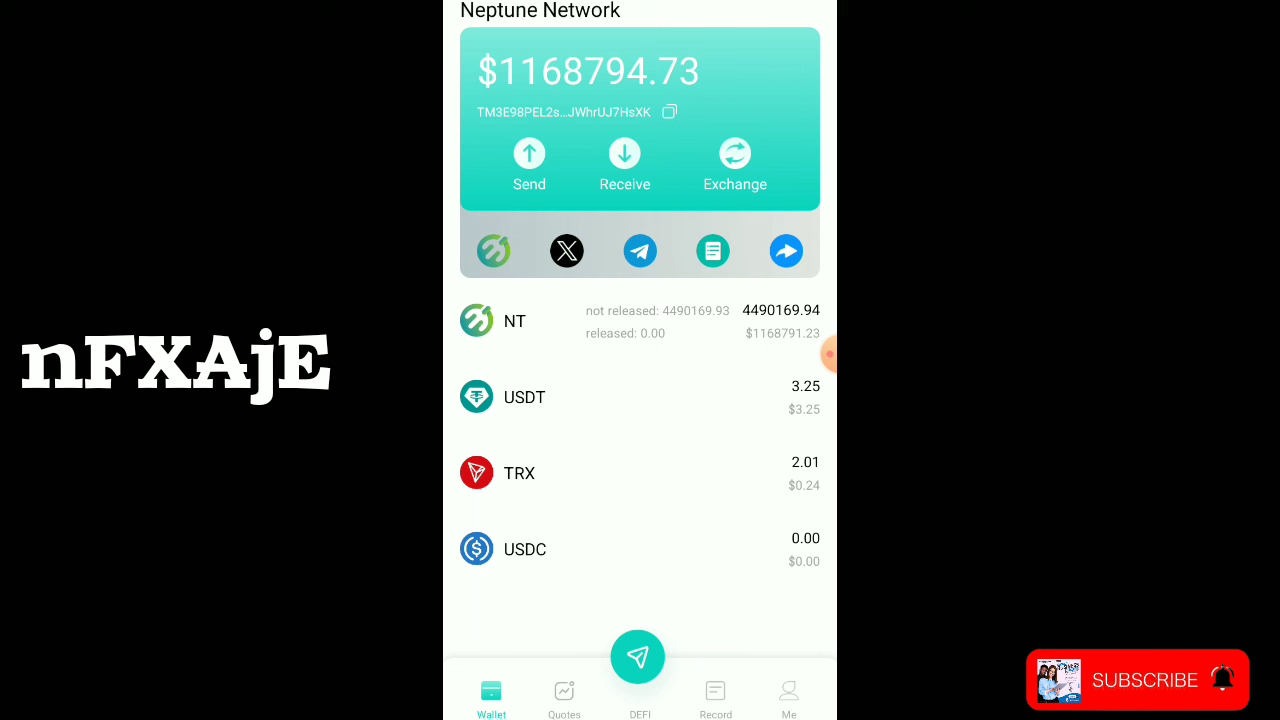 Neptune Network
$1168794.73
TM3E98PEL2s...JWhrUJ7HsXK
Send Receive Exchange
NT not released: 4490169.93 4490169.94
released: 0.00 $1168791.23
USDT 3.25
$3.25
TRX 2.01
$0.24
USDC 0.00
$0.00
Wallet Quotes DEFI Record Me
nFXAjE
SUBSCRIBE